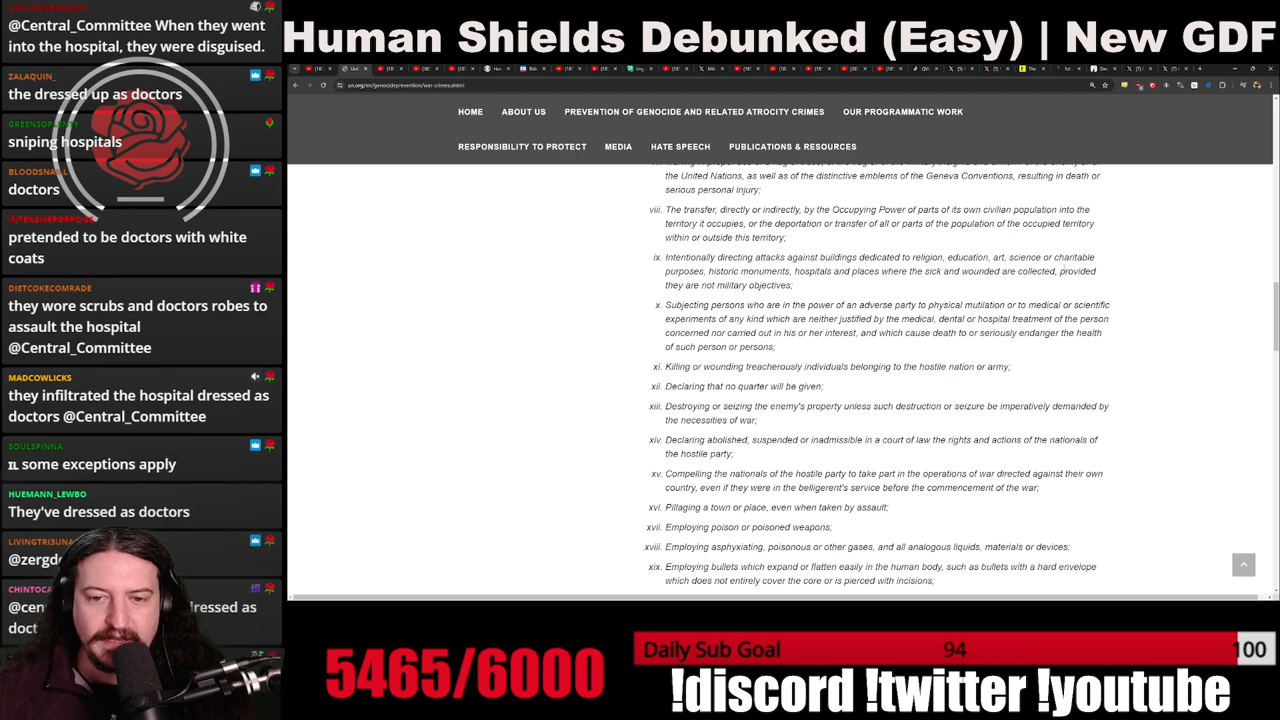 Human Shields Debunked (Easy) | New GDF
@Central_Committee When they went
into the hospital, they were disguised.
ZALAQUIN_
the dressed up as doctors
GREENSOPLENTY
sniping hospitals
doctors
pretended to be doctors with white
coats
DIETCOKECOMRADE
they wore scrubs and doctors robes to
assault the hospital
@Central_Committee
MADCOWLICKS
they infiltrated the hospital dressed as
doctors @Central_Committee
SOULSPINNA
some exceptions apply
HUEMANN_LEWBO
They've dressed as doctors
dressed as
un.org/en/genocideprevention/war-crimes.shtml
HOME ABOUT US PREVENTION OF GENOCIDE AND RELATED ATROCITY CRIMES OUR PROGRAMMATIC WORK
RESPONSIBILITY TO PROTECT MEDIA HATE SPEECH PUBLICATIONS & RESOURCES
the United Nations, as well as of the distinctive emblems of the Geneva Conventions, resulting in death or
serious personal injury;
viii. The transfer, directly or indirectly, by the Occupying Power of parts of its own civilian population into the
territory it occupies, or the deportation or transfer of all or parts of the population of the occupied territory
within or outside this territory;
ix. Intentionally directing attacks against buildings dedicated to religion, education, art, science or charitable
purposes, historic monuments, hospitals and places where the sick and wounded are collected, provided
they are not military objectives;
x. Subjecting persons who are in the power of an adverse party to physical mutilation or to medical or scientific
experiments of any kind which are neither justified by the medical, dental or hospital treatment of the person
concerned nor carried out in his or her interest, and which cause death to or seriously endanger the health
of such person or persons;
xi. Killing or wounding treacherously individuals belonging to the hostile nation or army;
xii. Declaring that no quarter will be given;
xiii. Destroying or seizing the enemy's property unless such destruction or seizure be imperatively demanded by
the necessities of war;
xiv. Declaring abolished, suspended or inadmissible in a court of law the rights and actions of the nationals of
the hostile party;
xv. Compelling the nationals of the hostile party to take part in the operations of war directed against their own
country, even if they were in the belligerent's service before the commencement of the war;
xvi. Pillaging a town or place, even when taken by assault;
xvii. Employing poison or poisoned weapons;
xviii. Employing asphyxiating, poisonous or other gases, and all analogous liquids, materials or devices;
xix. Employing bullets which expand or flatten easily in the human body, such as bullets with a hard envelope
which does not entirely cover the core or is pierced with incisions;
5465/6000
Daily Sub Goal 94 100
!discord !twitter !youtube